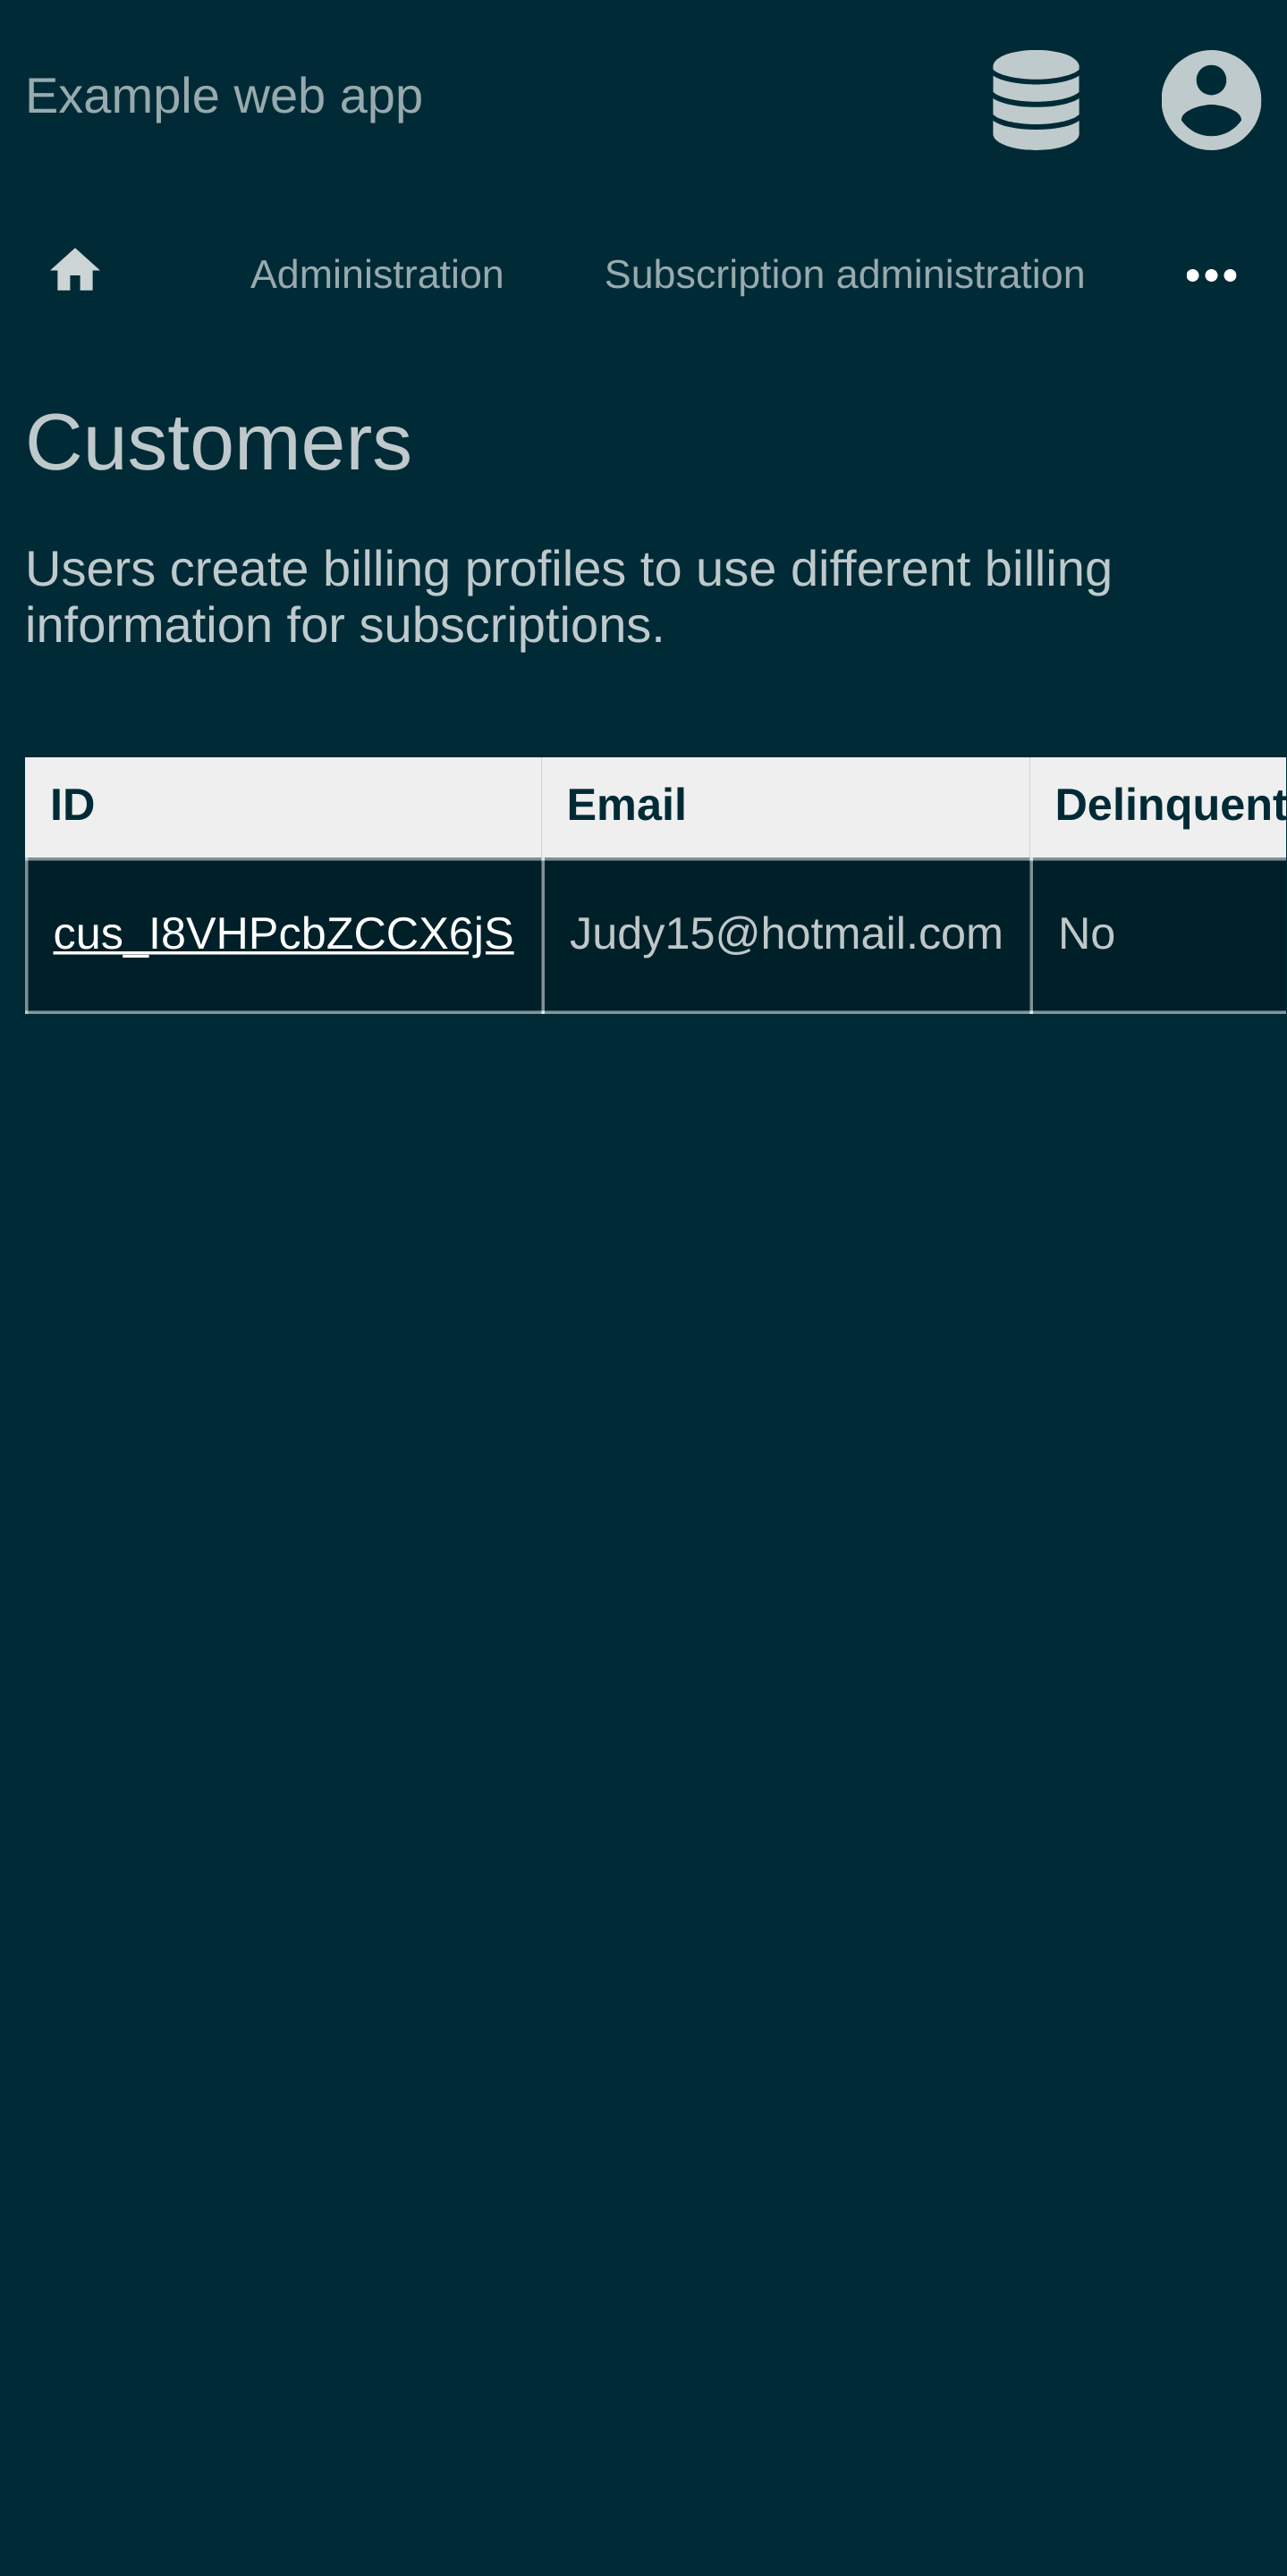 Example web app
Administration Subscription administration
Customers
Users create billing profiles to use different billing
information for subscriptions.
ID Email Delinquent
cus_I8VHPcbZCCX6jS Judy15@hotmail.com No